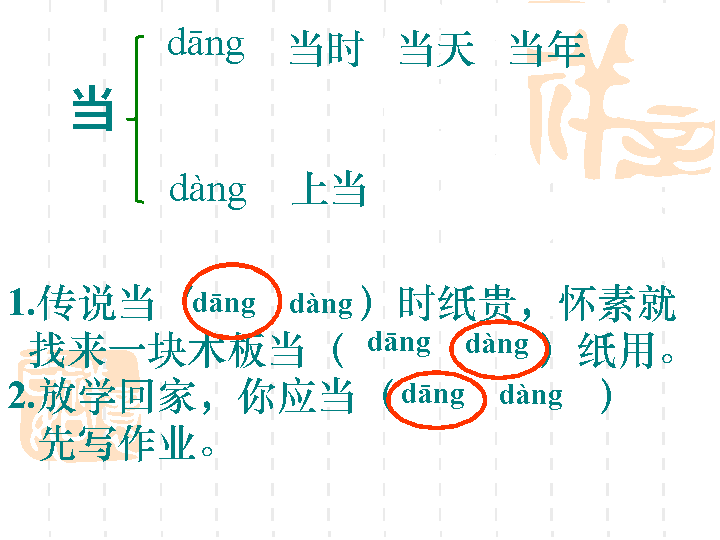 dāng 当时 当天 当年
当
dàng 上当
1.传说当（dāng dàng）时纸贵，怀素就
找来一块木板当（dāng dàng）纸用。
2.放学回家，你应当（dāng dàng）
先写作业。